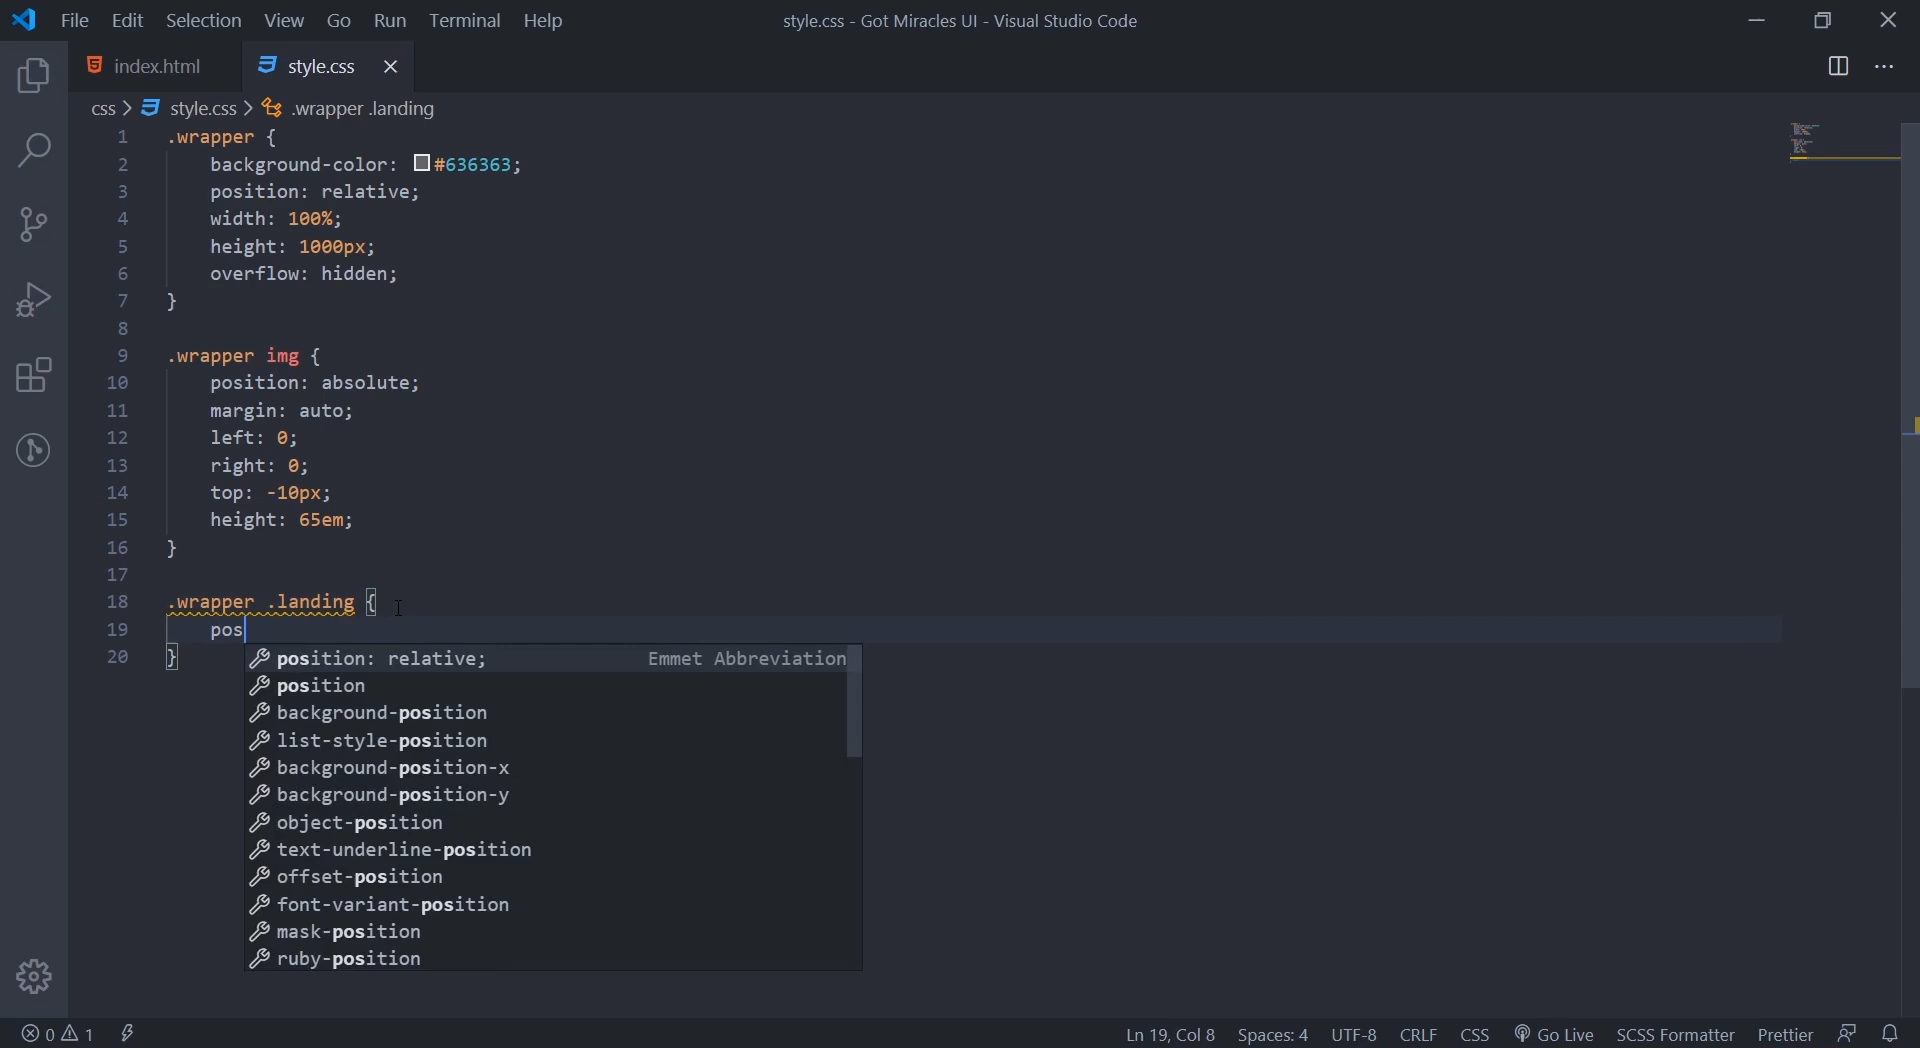 File Edit Selection View Go Run Terminal Help
style.css - Got Miracles UI - Visual Studio Code
index.html
style.css
css > style.css > .wrapper .landing
1 .wrapper {
2 background-color: #636363;
3 position: relative;
4 width: 100%;
5 height: 1000px;
6 overflow: hidden;
7 }
8
9 .wrapper img {
10 position: absolute;
11 margin: auto;
12 left: 0;
13 right: 0;
14 top: -10px;
15 height: 65em;
16 }
17
18 .wrapper .landing {
19 pos
20 }
position: relative; Emmet Abbreviation
position
background-position
list-style-position
background-position-x
background-position-y
object-position
text-underline-position
offset-position
font-variant-position
mask-position
ruby-position
0 1 Ln 19, Col 8 Spaces: 4 UTF-8 CRLF CSS Go Live SCSS Formatter Prettier